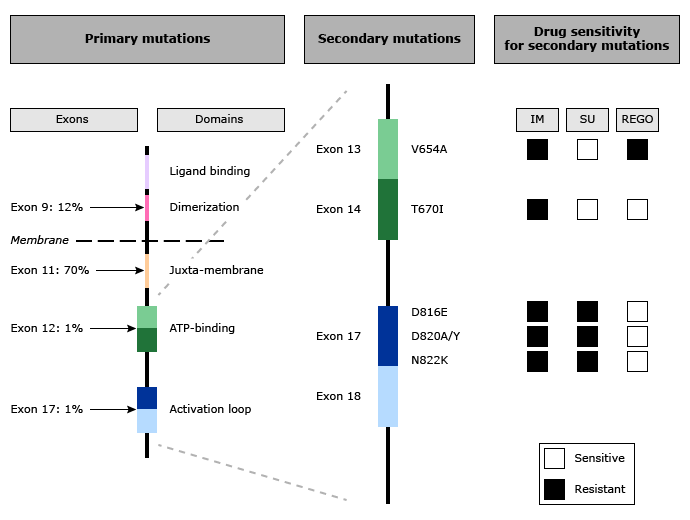 Primary mutations
Secondary mutations
Drug sensitivity
for secondary mutations
Exons
Domains
IM
SU
REGO
Ligand binding
Exon 9: 12%
Dimerization
Membrane
Exon 11: 70%
Juxta-membrane
Exon 12: 1%
ATP-binding
Exon 17: 1%
Activation loop
Exon 13
V654A
Exon 14
T670I
D816E
Exon 17
D820A/Y
N822K
Exon 18
Sensitive
Resistant